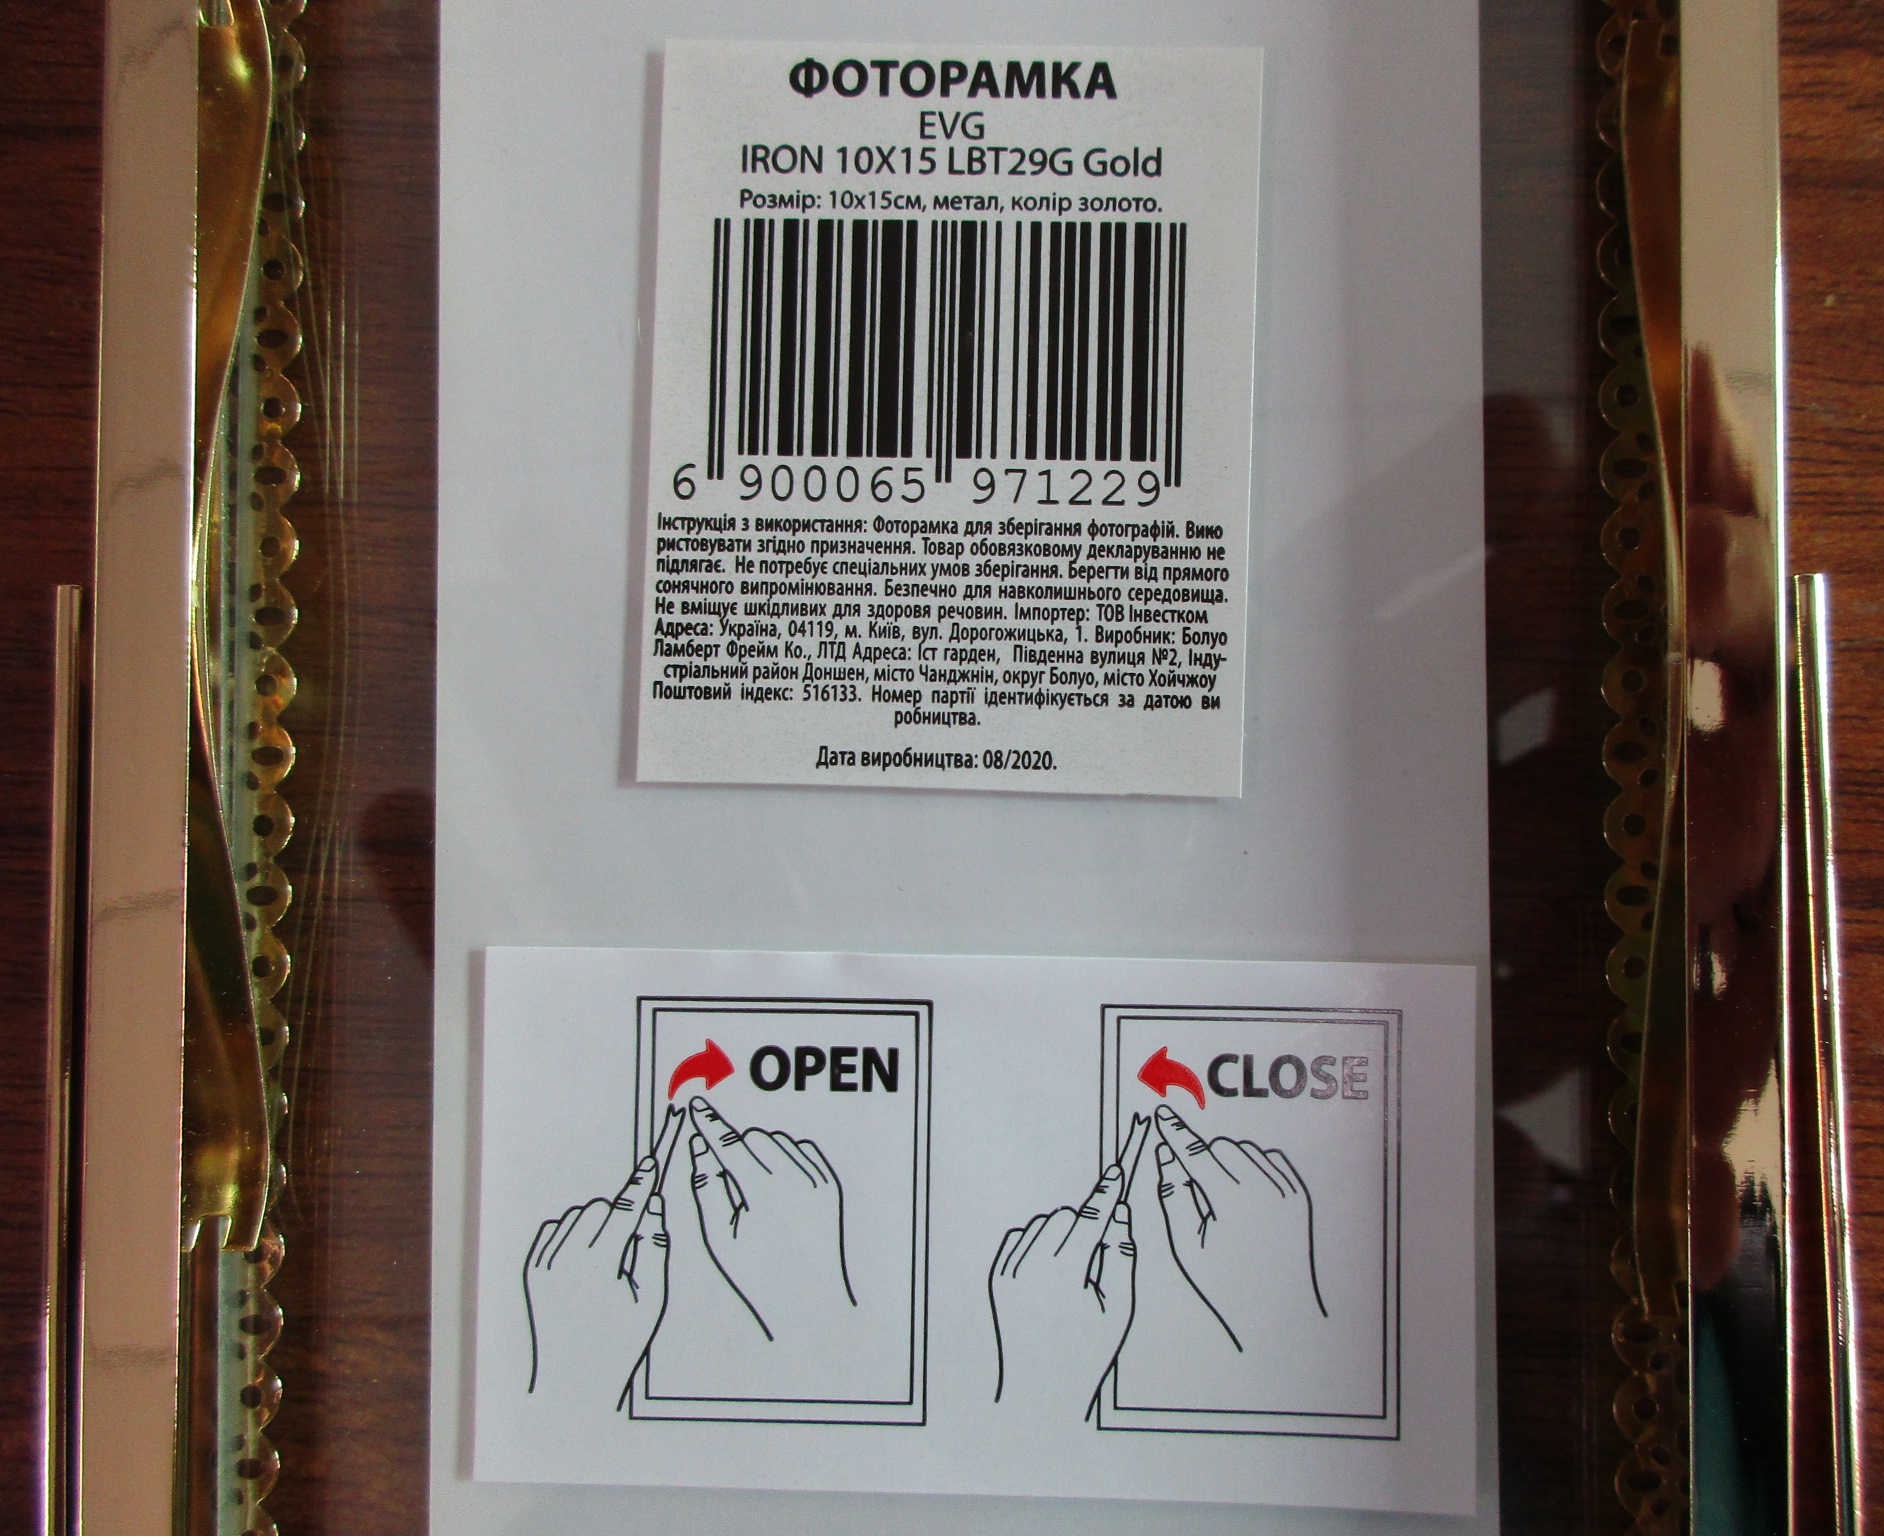 ФОТОРАМКА
EVG
IRON 10X15 LBT29G Gold
Розмір: 10х15см, метал, колір золото.
6 900065 971229
Інструкція з використання: Фоторамка для зберігання фотографій. Вико
ристовувати згідно призначення. Товар обовязковому декларуванню не
підлягає. Не потребує спеціальних умов зберігання. Берегти від прямого
сонячного випромінювання. Безпечно для навколишнього середовища.
Не вміщує шкідливих для здоровя речовин. Імпортер: ТОВ Інвестком
Адреса: Україна, 04119, м. Київ, вул. Дорогожицька, 1. Виробник: Болуо
Ламберт Фрейм Ко., ЛТД Адреса: Іст гарден, Південна вулиця №2, Інду-
стріальний район Доншен, місто Чанджнін, округ Болуо, місто Хойчжоу
Поштовий індекс: 516133. Номер партії ідентифікується за датою ви
робництва.
Дата виробництва: 08/2020.
OPEN
CLOSE